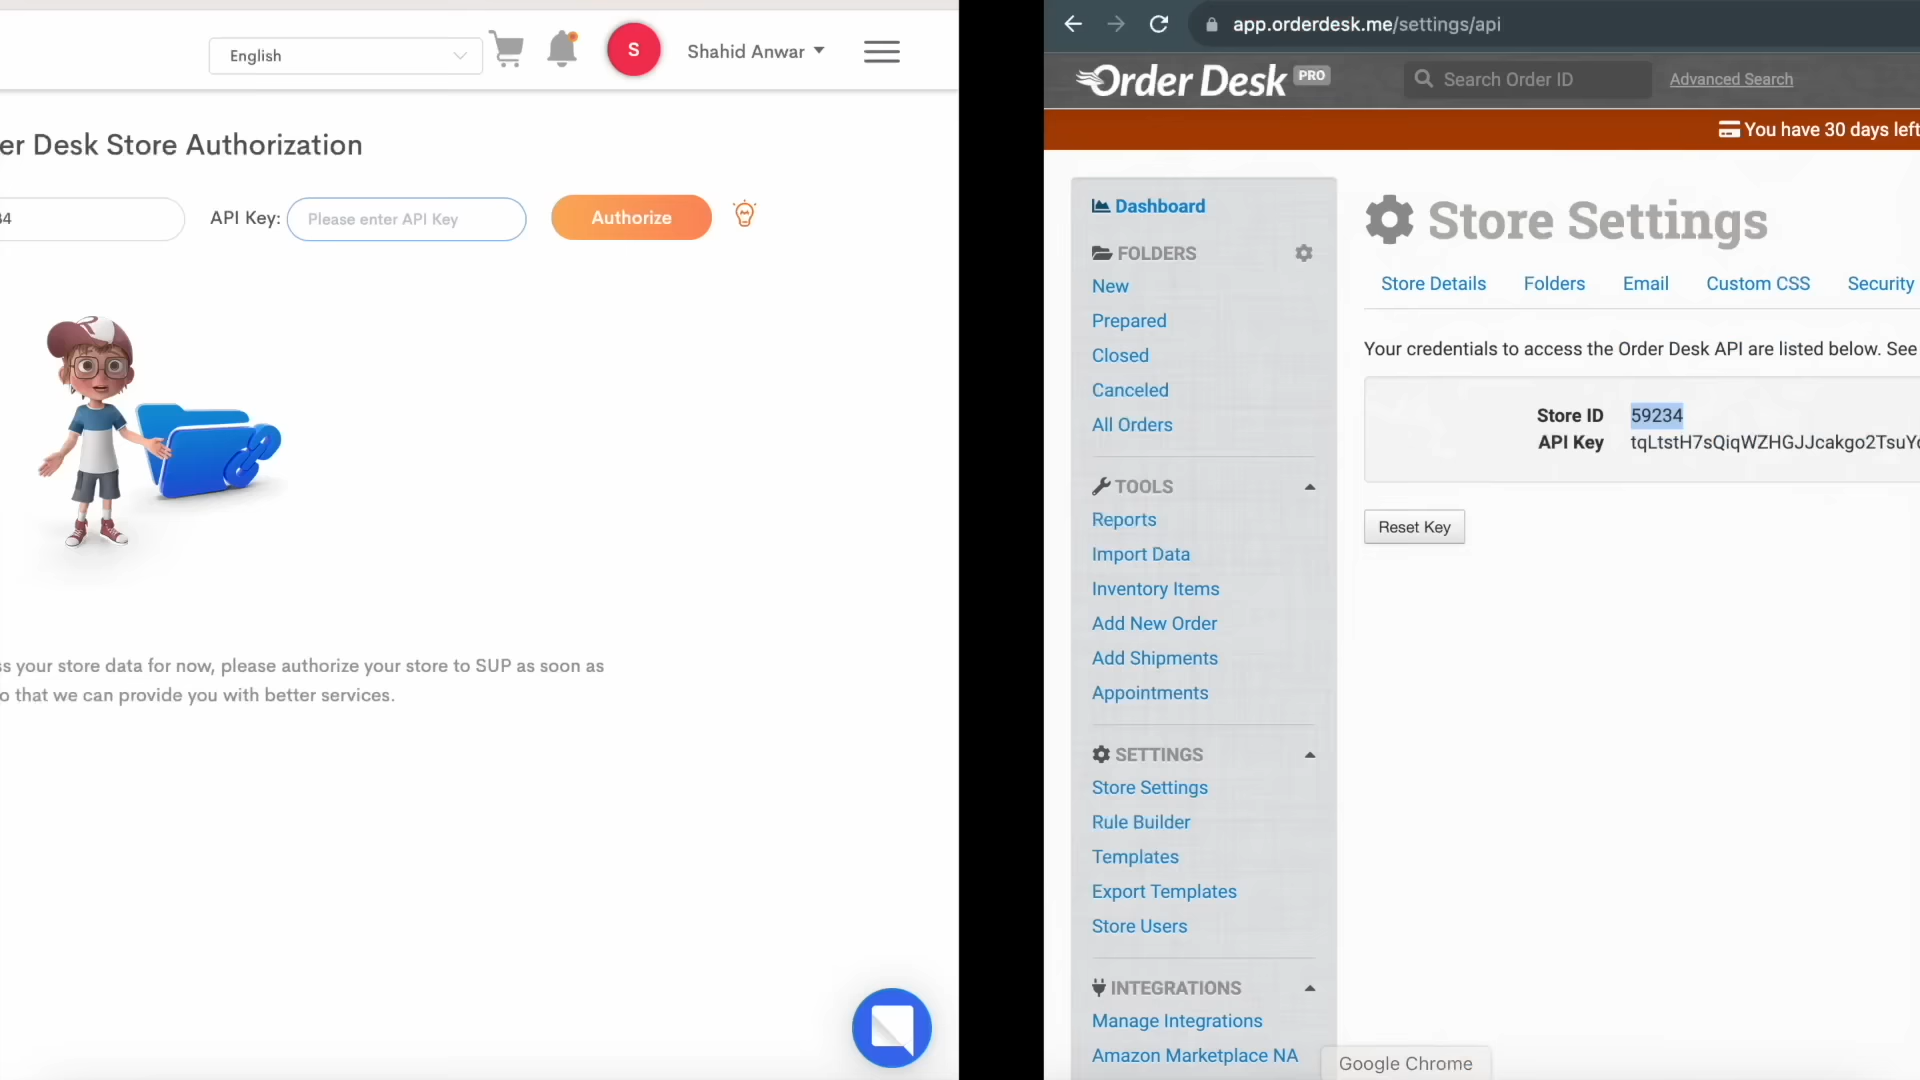 English
S
Shahid Anwar
er Desk Store Authorization
34
API Key:
Please enter API Key
Authorize
s your store data for now, please authorize your store to SUP as soon as
o that we can provide you with better services.
app.orderdesk.me/settings/api
Order Desk PRO
Search Order ID
Advanced Search
You have 30 days left
Dashboard
FOLDERS
New
Prepared
Closed
Canceled
All Orders
TOOLS
Reports
Import Data
Inventory Items
Add New Order
Add Shipments
Appointments
SETTINGS
Store Settings
Rule Builder
Templates
Export Templates
Store Users
INTEGRATIONS
Manage Integrations
Amazon Marketplace NA
Store Settings
Store Details
Folders
Email
Custom CSS
Security
Your credentials to access the Order Desk API are listed below. See
Store ID 59234
API Key tqLtstH7sQiqWZHGJJcakgo2TsuY
Reset Key
Google Chrome